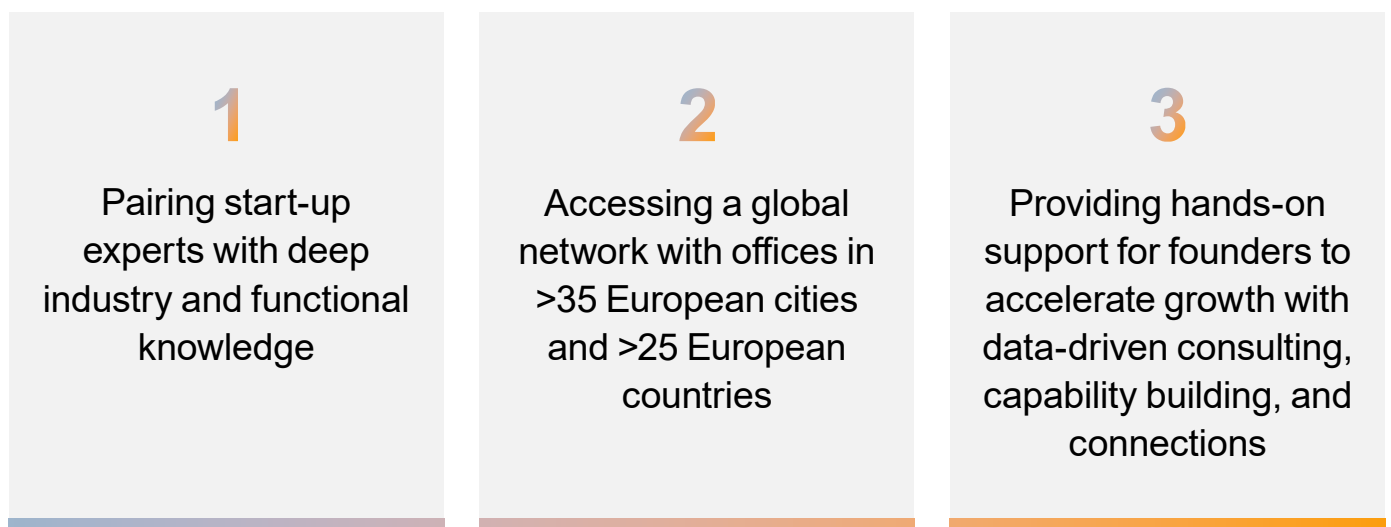 1
Pairing start-up
experts with deep
industry and functional
knowledge
2
Accessing a global
network with offices in
>35 European cities
and >25 European
countries
3
Providing hands-on
support for founders to
accelerate growth with
data-driven consulting,
capability building, and
connections